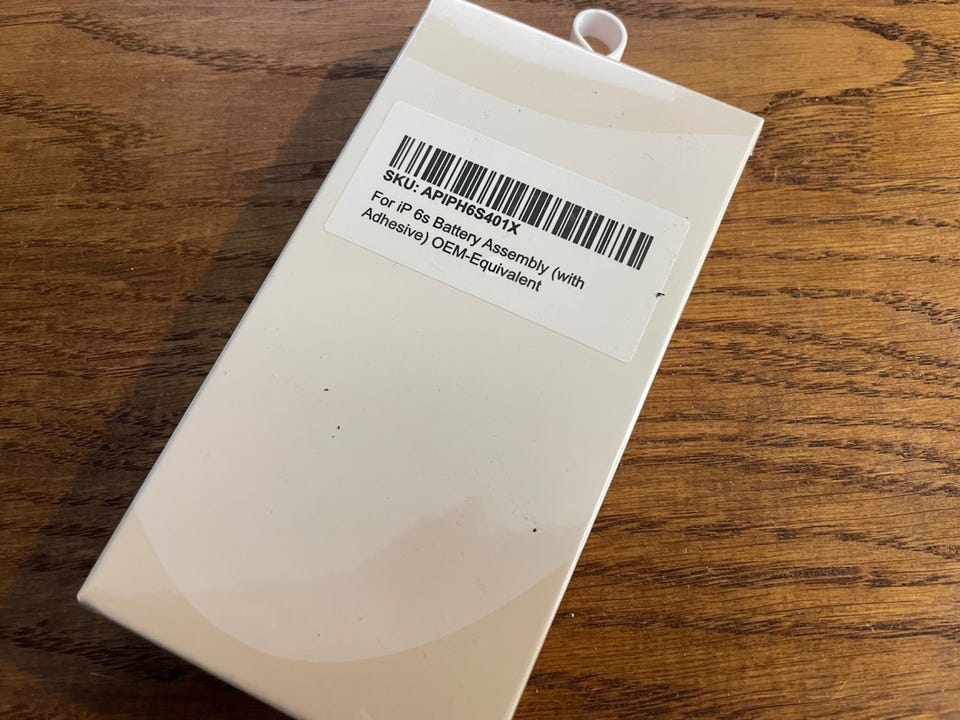 SKU: APIPH6S401X
For iP 6s Battery Assembly (with
Adhesive) OEM-Equivalent